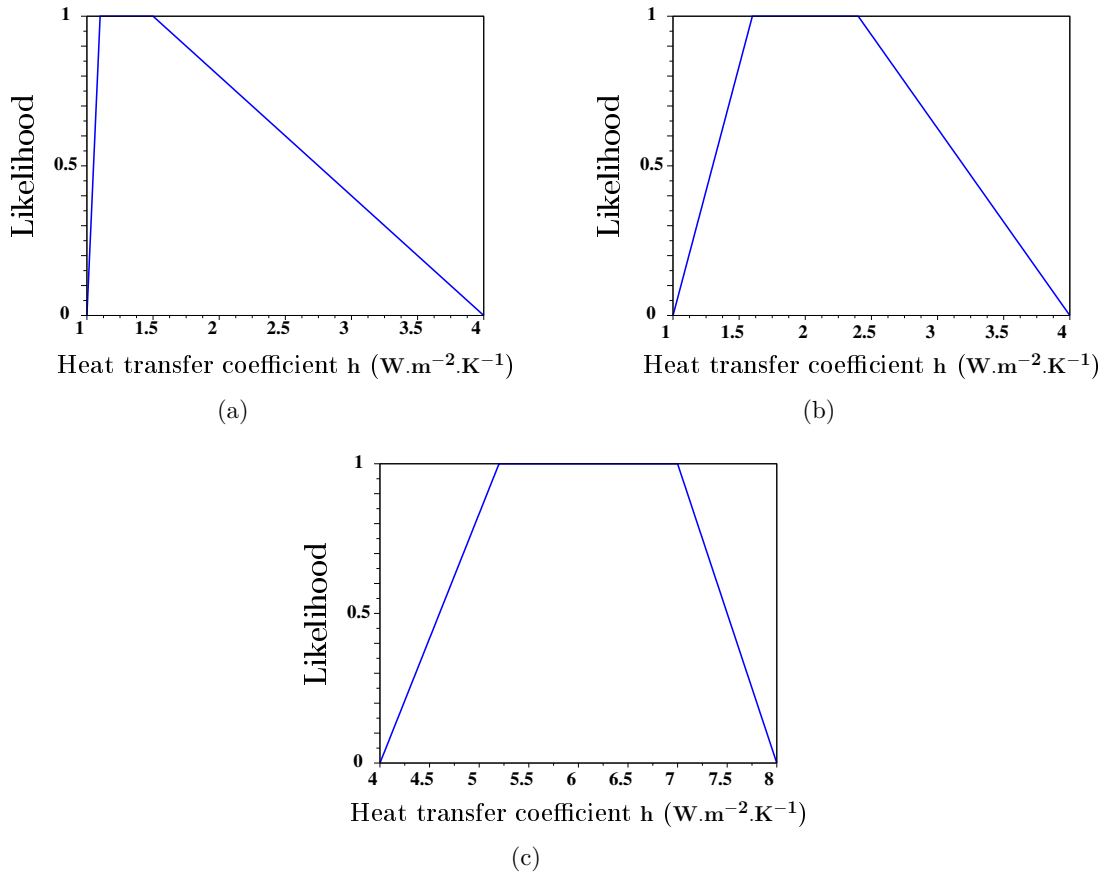 1
0.5
0
Likelihood
1 1.5 2 2.5 3 3.5 4
Heat transfer coefficient h (W.m⁻².K⁻¹)
(a)
1
0.5
0
Likelihood
1 1.5 2 2.5 3 3.5 4
Heat transfer coefficient h (W.m⁻².K⁻¹)
(b)
1
0.5
0
Likelihood
4 4.5 5 5.5 6 6.5 7 7.5 8
Heat transfer coefficient h (W.m⁻².K⁻¹)
(c)